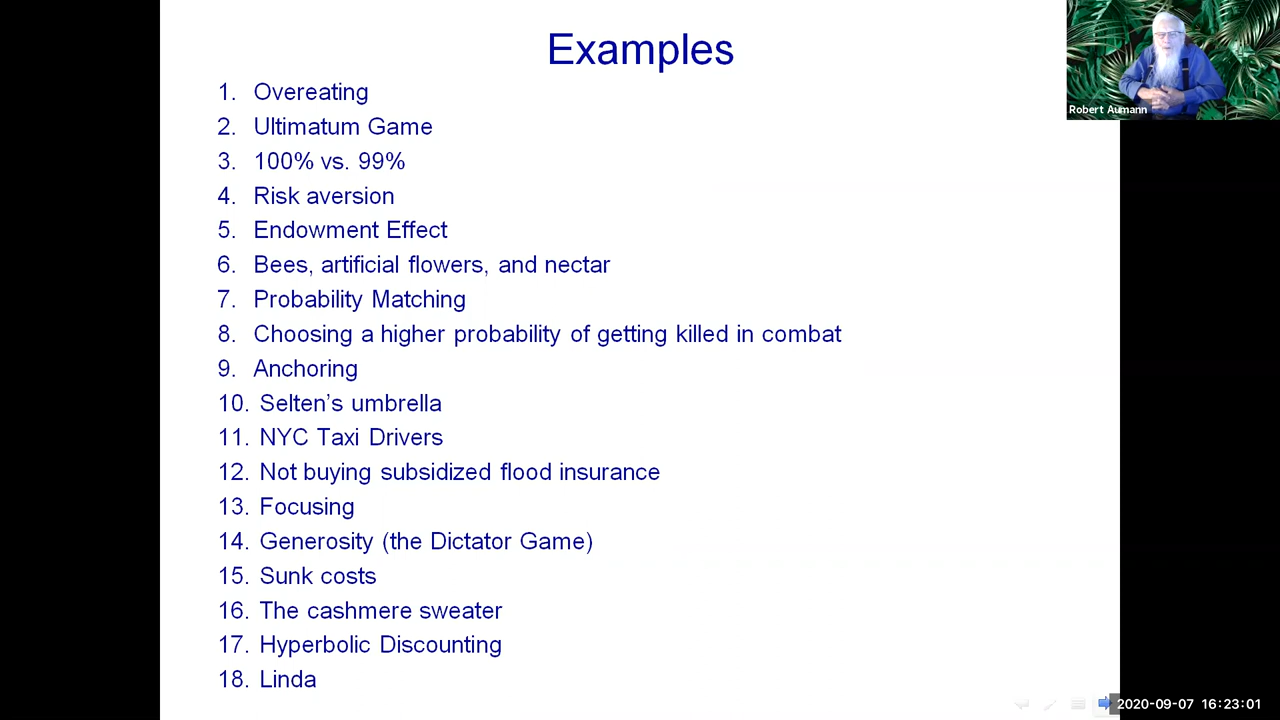 Examples
1. Overeating
2. Ultimatum Game
3. 100% vs. 99%
4. Risk aversion
5. Endowment Effect
6. Bees, artificial flowers, and nectar
7. Probability Matching
8. Choosing a higher probability of getting killed in combat
9. Anchoring
10. Selten's umbrella
11. NYC Taxi Drivers
12. Not buying subsidized flood insurance
13. Focusing
14. Generosity (the Dictator Game)
15. Sunk costs
16. The cashmere sweater
17. Hyperbolic Discounting
18. Linda
Robert Aumann
2020-09-07 16:23:01